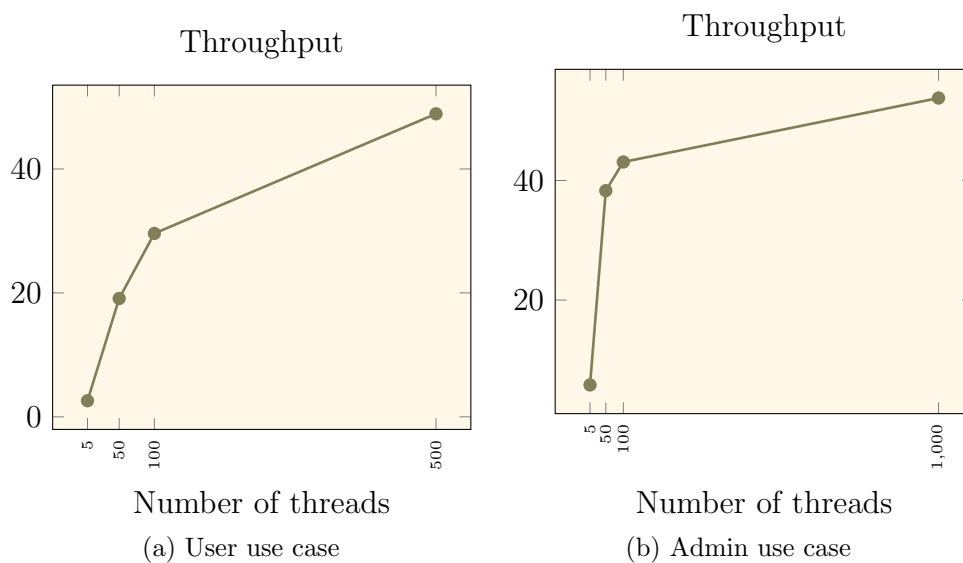 Throughput
40
20
0
5
50
100
500
Number of threads
(a) User use case
Throughput
40
20
5
50
100
1,000
Number of threads
(b) Admin use case